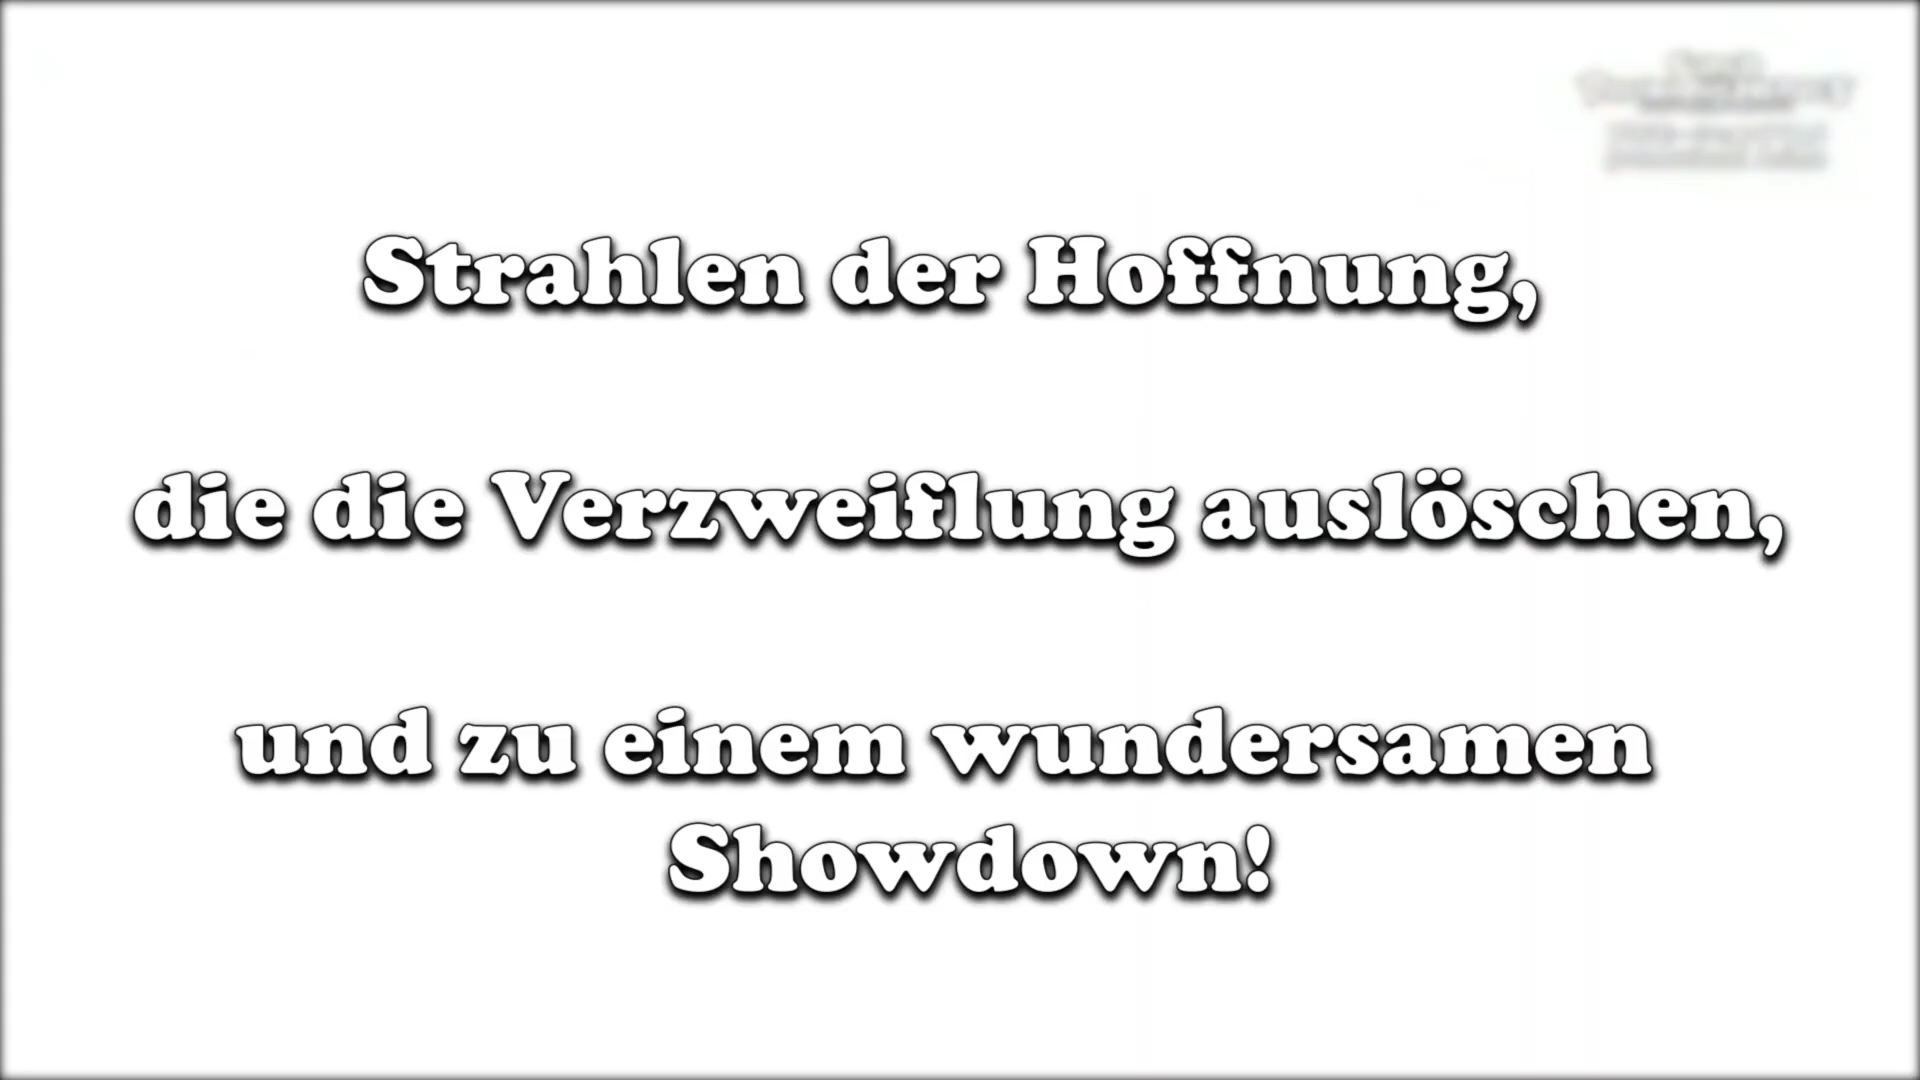 Strahlen der Hoffnung,
die die Verzweiflung auslöschen,
und zu einem wundersamen
Showdown!